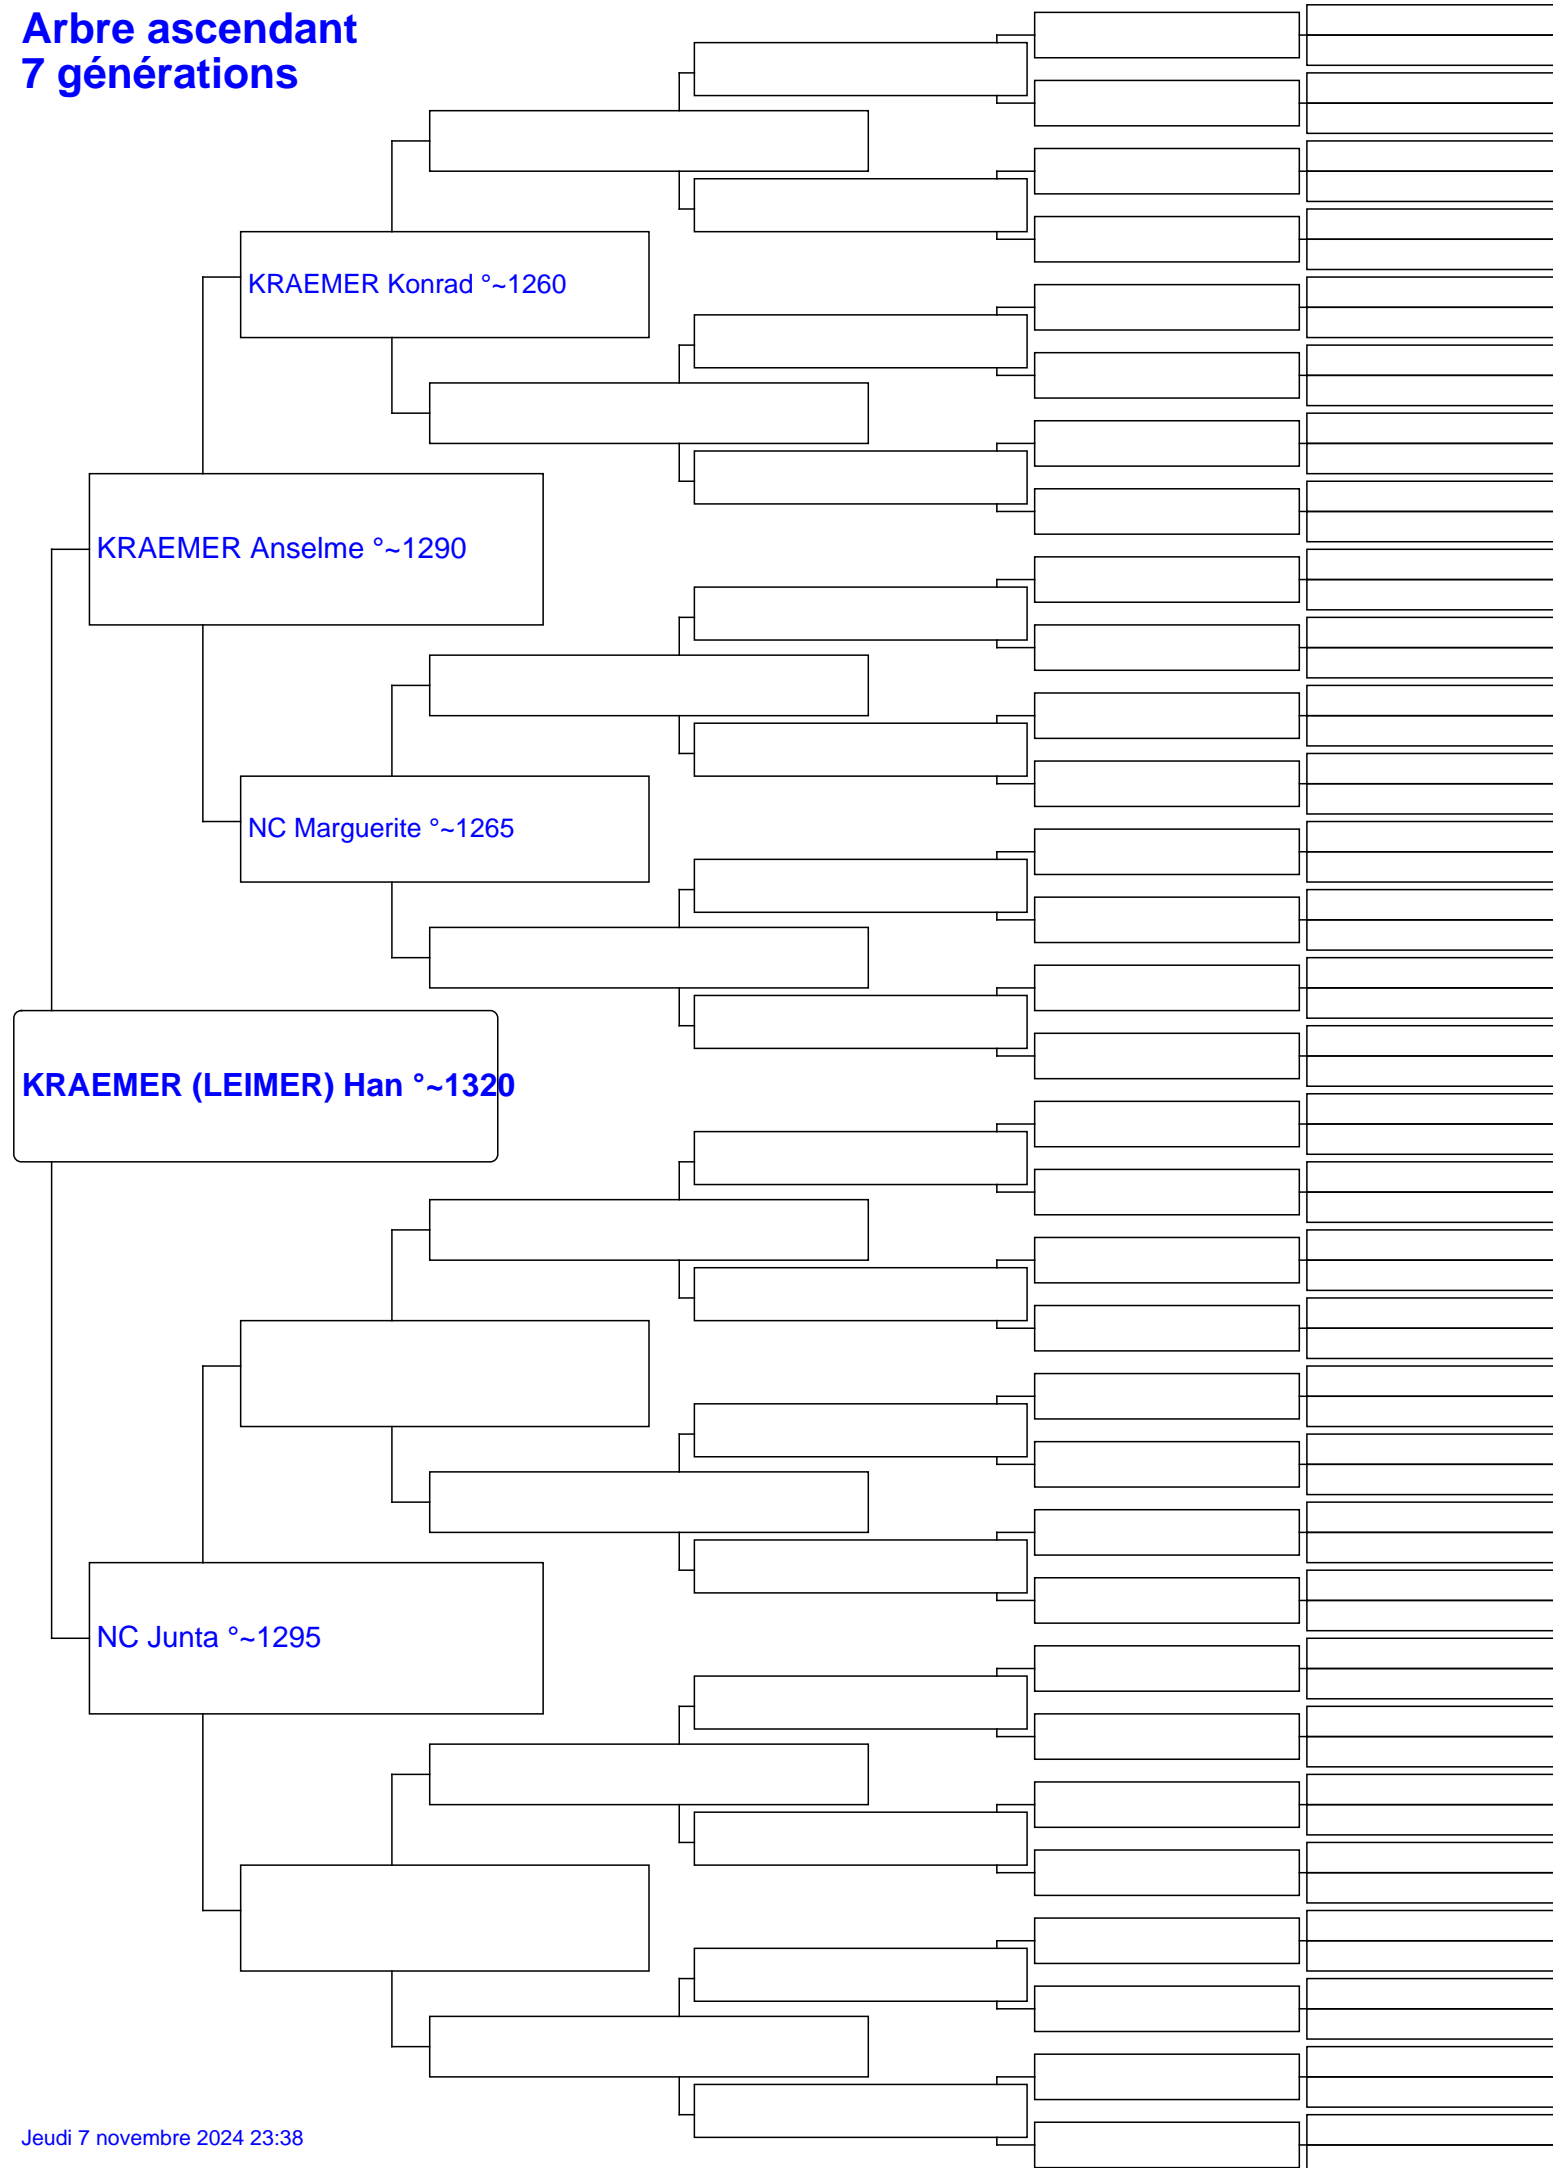 Arbre ascendant
7 générations
KRAEMER Konrad °~1260
KRAEMER Anselme °~1290
NC Marguerite °~1265
KRAEMER (LEIMER) Han °~1320
NC Junta °~1295
Jeudi 7 novembre 2024 23:38